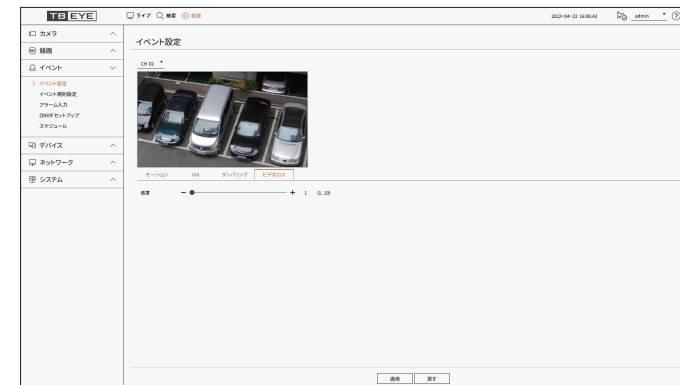 TB EYE
ライブ 検索 設定
2022-04-22 16:06:43 admin ?
カメラ
録画
イベント
> イベント設定
イベント規則設定
アラーム入力
ONVIFセットアップ
スケジュール
デバイス
ネットワーク
システム
イベント設定
CH 02
モーション IVA タンパリング ビデオロス
感度 1 (1..10)
適用 戻す